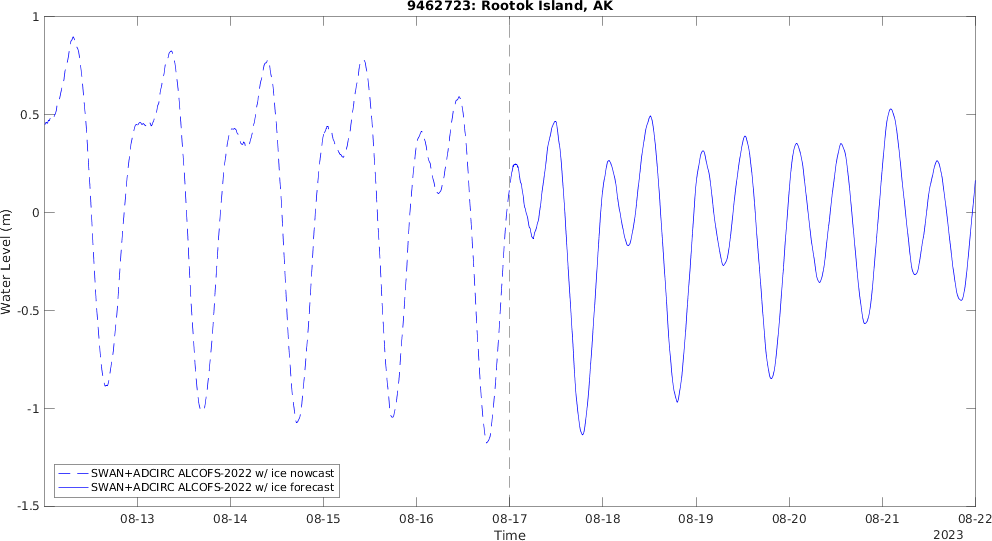 9462723: Rootok Island, AK
1
0.5
0
-0.5
-1
-1.5
Water Level (m)
SWAN+ADCIRC ALCOFS-2022 w/ ice nowcast
SWAN+ADCIRC ALCOFS-2022 w/ ice forecast
08-13 08-14 08-15 08-16 08-17 08-18 08-19 08-20 08-21 08-22
Time
2023